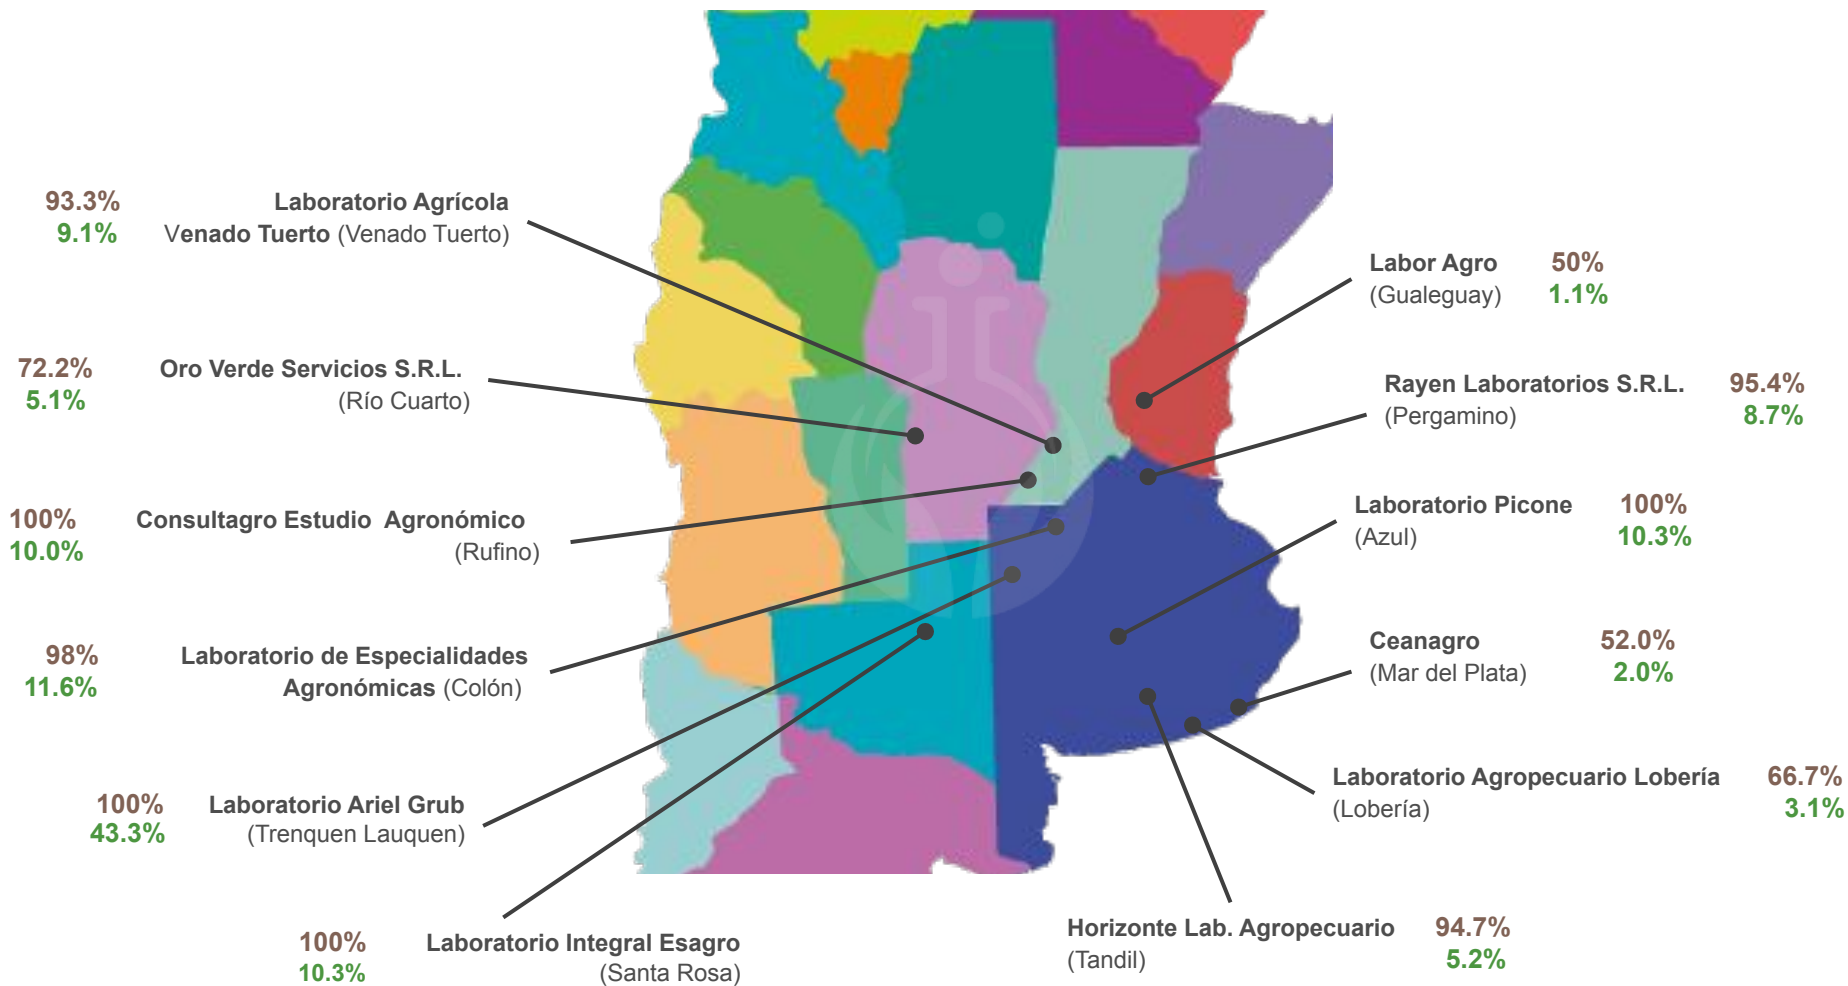 93.3%
9.1%
Laboratorio Agrícola
Venado Tuerto (Venado Tuerto)
72.2%
5.1%
Oro Verde Servicios S.R.L.
(Río Cuarto)
100%
10.0%
Consultagro Estudio Agronómico
(Rufino)
98%
11.6%
Laboratorio de Especialidades
Agronómicas (Colón)
100%
43.3%
Laboratorio Ariel Grub
(Trenquen Lauquen)
100%
10.3%
Laboratorio Integral Esagro
(Santa Rosa)
Labor Agro
(Gualeguay)
50%
1.1%
Rayen Laboratorios S.R.L.
(Pergamino)
95.4%
8.7%
Laboratorio Picone
(Azul)
100%
10.3%
Ceanagro
(Mar del Plata)
52.0%
2.0%
Laboratorio Agropecuario Lobería
(Lobería)
66.7%
3.1%
Horizonte Lab. Agropecuario
(Tandil)
94.7%
5.2%